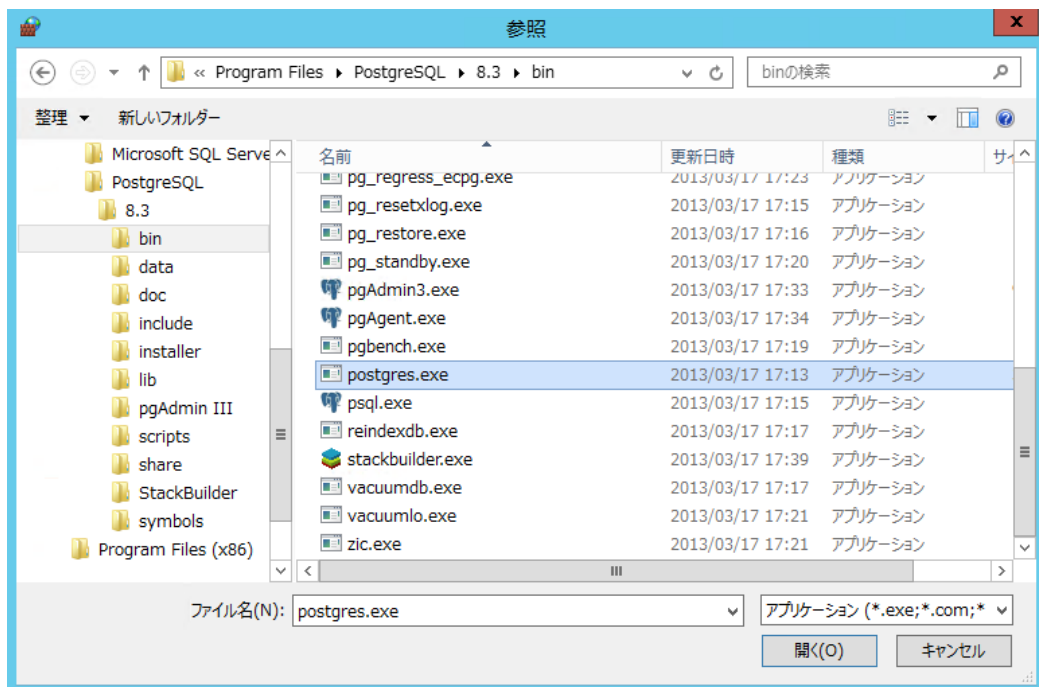 参照
« Program Files ▸ PostgreSQL ▸ 8.3 ▸ bin
binの検索
整理 新しいフォルダー
Microsoft SQL Serve
PostgreSQL
8.3
bin
data
doc
include
installer
lib
pgAdmin III
scripts
share
StackBuilder
symbols
Program Files (x86)
名前 更新日時 種類 サイ
pg_regress_ecpg.exe 2013/03/17 17:23 アプリケーション
pg_resetxlog.exe 2013/03/17 17:15 アプリケーション
pg_restore.exe 2013/03/17 17:16 アプリケーション
pg_standby.exe 2013/03/17 17:20 アプリケーション
pgAdmin3.exe 2013/03/17 17:33 アプリケーション
pgAgent.exe 2013/03/17 17:34 アプリケーション
pgbench.exe 2013/03/17 17:19 アプリケーション
postgres.exe 2013/03/17 17:13 アプリケーション
psql.exe 2013/03/17 17:15 アプリケーション
reindexdb.exe 2013/03/17 17:17 アプリケーション
stackbuilder.exe 2013/03/17 17:39 アプリケーション
vacuumdb.exe 2013/03/17 17:17 アプリケーション
vacuumlo.exe 2013/03/17 17:21 アプリケーション
zic.exe 2013/03/17 17:21 アプリケーション
ファイル名(N): postgres.exe
アプリケーション (*.exe;*.com;*
開く(O) キャンセル